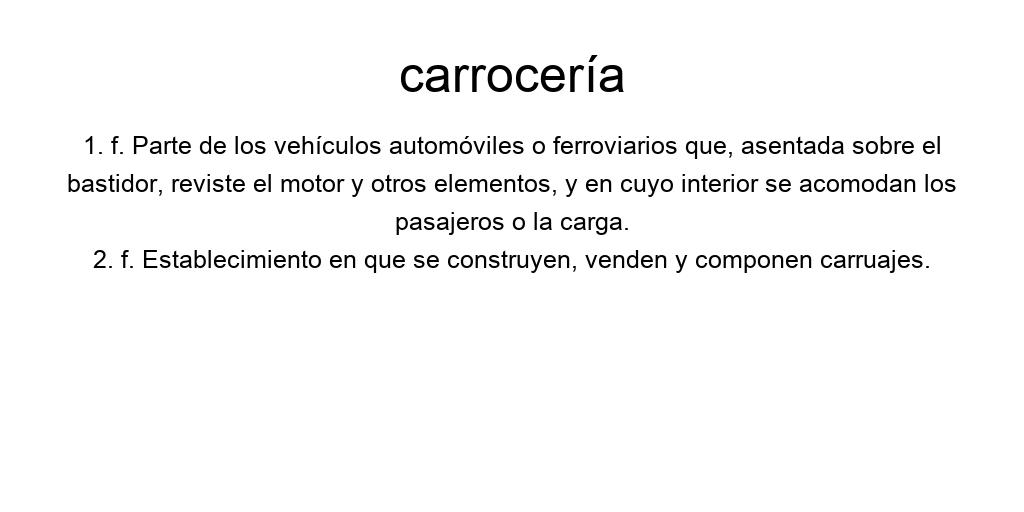 carrocería
1. f. Parte de los vehículos automóviles o ferroviarios que, asentada sobre el
bastidor, reviste el motor y otros elementos, y en cuyo interior se acomodan los
pasajeros o la carga.
2. f. Establecimiento en que se construyen, venden y componen carruajes.